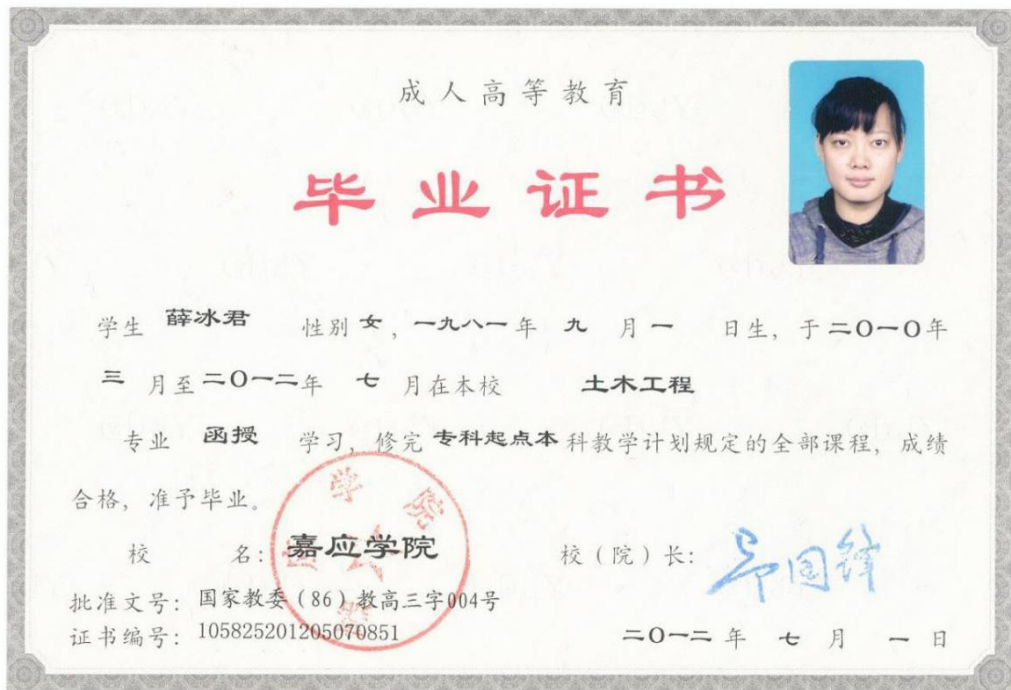 成人高等教育
毕业证书
学生 薛冰君 性别 女，一九八一年 九 月 一 日生，于二〇一〇年
三 月至二〇一二年 七 月在本校 土木工程
专业 函授 学习，修完 专科起点本 科教学计划规定的全部课程，成绩
合格，准予毕业。
校 名：嘉应学院 校（院）长：
批准文号：国家教委（86）教高三字004号
证书编号：105825201205070851
二〇一二 年 七 月 一 日